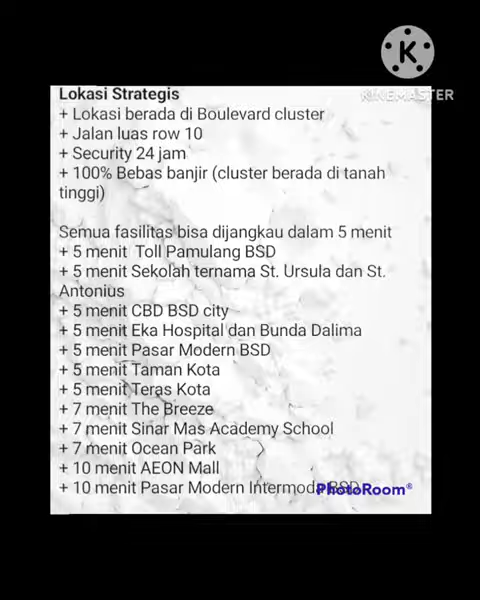 K
KINEMASTER
Lokasi Strategis
+ Lokasi berada di Boulevard cluster
+ Jalan luas row 10
+ Security 24 jam
+ 100% Bebas banjir (cluster berada di tanah
tinggi)
Semua fasilitas bisa dijangkau dalam 5 menit
+ 5 menit Toll Pamulang BSD
+ 5 menit Sekolah ternama St. Ursula dan St.
Antonius
+ 5 menit CBD BSD city
+ 5 menit Eka Hospital dan Bunda Dalima
+ 5 menit Pasar Modern BSD
+ 5 menit Taman Kota
+ 5 menit Teras Kota
+ 7 menit The Breeze
+ 7 menit Sinar Mas Academy School
+ 7 menit Ocean Park
+ 10 menit AEON Mall
+ 10 menit Pasar Modern Intermoda BSD
PhotoRoom®